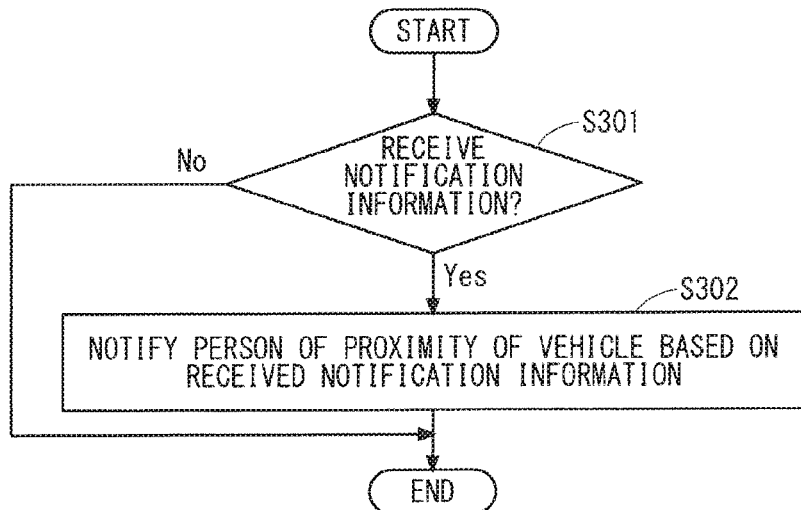 START
S301
RECEIVE
NOTIFICATION
INFORMATION?
No
Yes
S302
NOTIFY PERSON OF PROXIMITY OF VEHICLE BASED ON
RECEIVED NOTIFICATION INFORMATION
END